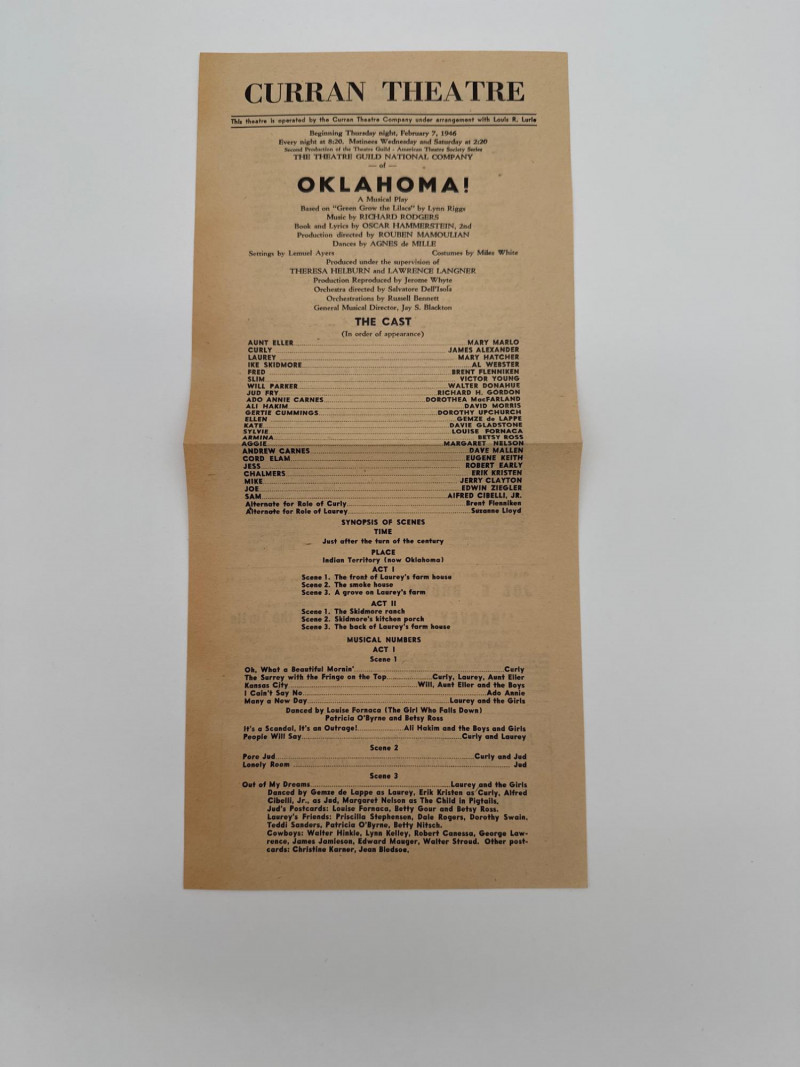 CURRAN THEATRE
This theatre is operated by the Curran Theatre Company under arrangement with Louis R. Lurie
Beginning Thursday night, February 7, 1946
Every night at 8:20. Matinees Wednesday and Saturday at 2:20
Second Production of the Theatre Guild - American Theatre Society Series
THE THEATRE GUILD NATIONAL COMPANY
— of —
OKLAHOMA!
A Musical Play
Based on "Green Grow the Lilacs" by Lynn Riggs
Music by RICHARD RODGERS
Book and Lyrics by OSCAR HAMMERSTEIN, 2nd
Production directed by ROUBEN MAMOULIAN
Dances by AGNES de MILLE
Settings by Lemuel Ayers Costumes by Miles White
Produced under the supervision of
THERESA HELBURN and LAWRENCE LANGNER
Production Reproduced by Jerome Whyte
Orchestra directed by Salvatore Dell'Isola
Orchestrations by Russell Bennett
General Musical Director, Jay S. Blackton
THE CAST
(In order of appearance)
AUNT ELLER MARY MARLO
CURLY JAMES ALEXANDER
LAUREY MARY HATCHER
IKE SKIDMORE AL WEBSTER
FRED BRENT FLENNIKEN
SLIM VICTOR YOUNG
WILL PARKER WALTER DONAHUE
JUD FRY RICHARD H. GORDON
ADO ANNIE CARNES DOROTHEA MacFARLAND
ALI HAKIM DAVID MORRIS
GERTIE CUMMINGS DOROTHY UPCHURCH
ELLEN GEMZE de LAPPE
KATE DAVIE GLADSTONE
SYLVIE LOUISE FORNACA
ARMINA BETSY ROSS
AGGIE MARGARET NELSON
ANDREW CARNES DAVE MALLEN
CORD ELAM EUGENE KEITH
JESS ROBERT EARLY
CHALMERS ERIK KRISTEN
MIKE JERRY CLAYTON
JOE EDWIN ZIEGLER
SAM AlFRED CIBELLI, JR.
Alternate for Role of Curly Brent Flenniken
Alternate for Role of Laurey Suzanne Lloyd
SYNOPSIS OF SCENES
TIME
Just after the turn of the century
PLACE
Indian Territory (now Oklahoma)
ACT I
Scene 1. The front of Laurey's farm house
Scene 2. The smoke house
Scene 3. A grove on Laurey's farm
ACT II
Scene 1. The Skidmore ranch
Scene 2. Skidmore's kitchen porch
Scene 3. The back of Laurey's farm house
MUSICAL NUMBERS
ACT I
Scene 1
Oh, What a Beautiful Mornin' Curly
The Surrey with the Fringe on the Top Curly, Laurey, Aunt Eller
Kansas City Will, Aunt Eller and the Boys
I Cain't Say No Ado Annie
Many a New Day Laurey and the Girls
Danced by Louise Fornaca (The Girl Who Falls Down)
Patricia O'Byrne and Betsy Ross
It's a Scandal, It's an Outrage! Ali Hakim and the Boys and Girls
People Will Say Curly and Laurey
Scene 2
Pore Jud Curly and Jud
Lonely Room Jud
Scene 3
Out of My Dreams Laurey and the Girls
Danced by Gemze de Lappe as Laurey, Erik Kristen as Curly, Alfred
Cibelli, Jr., as Jud, Margaret Nelson as The Child in Pigtails,
Jud's Postcards: Louise Fornaca, Betty Gour and Betsy Ross.
Laurey's Friends: Priscilla Stephensen, Dale Rogers, Dorothy Swain,
Teddi Sanders, Patricia O'Byrne, Betty Nitsch.
Cowboys: Walter Hinkle, Lynn Kelley, Robert Canossa, George Law-
rence, James Jamieson, Edward Mauger, Walter Stroud. Other post-
cards: Christine Karner, Jean Bledsoe.